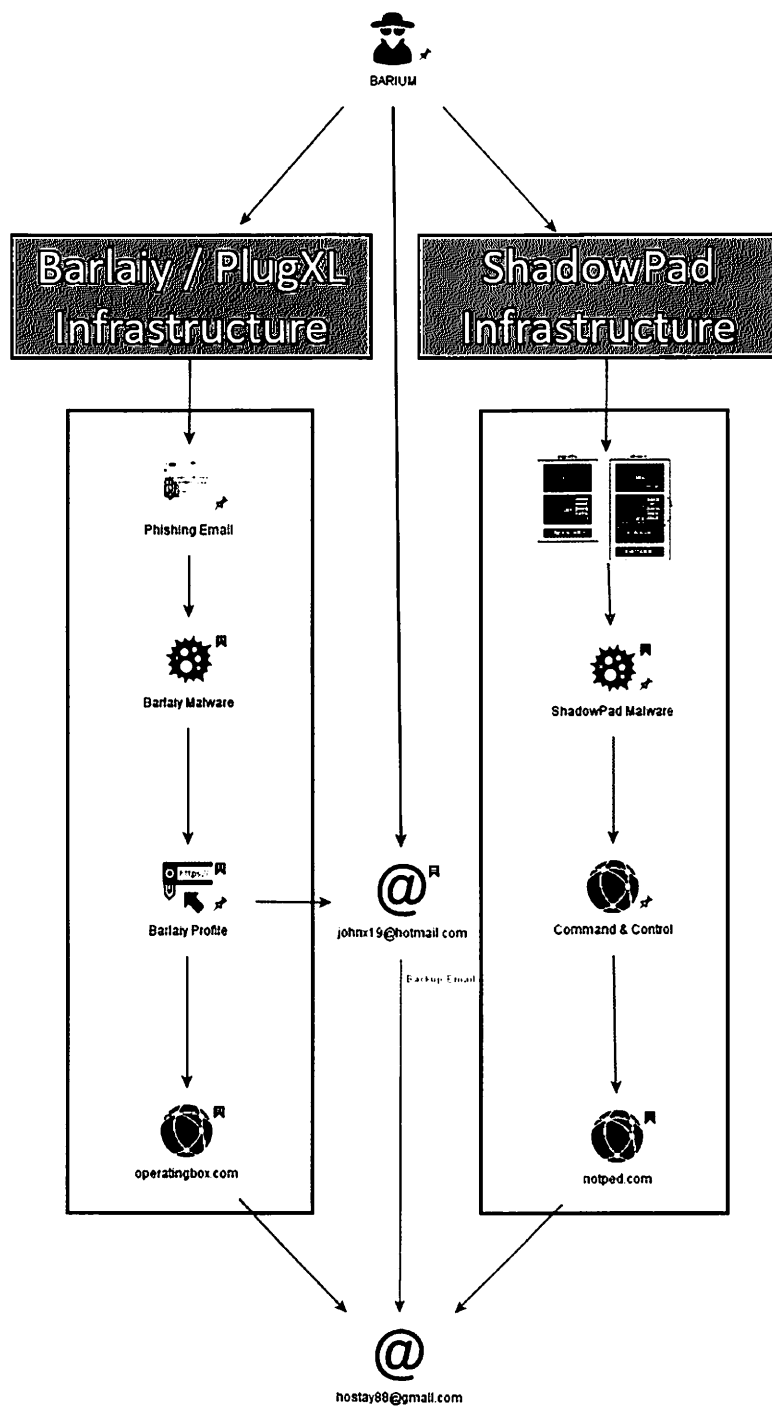 BARIUM
Barlaiy / PlugXL
Infrastructure
ShadowPad
Infrastructure
Phishing Email
Barlaiy Malware
ShadowPad Malware
https:/
Barlaiy Profile
@
johnx19@hotmail.com
Command & Control
Backup Email
operatingbox.com
notped.com
@
hostay88@gmail.com